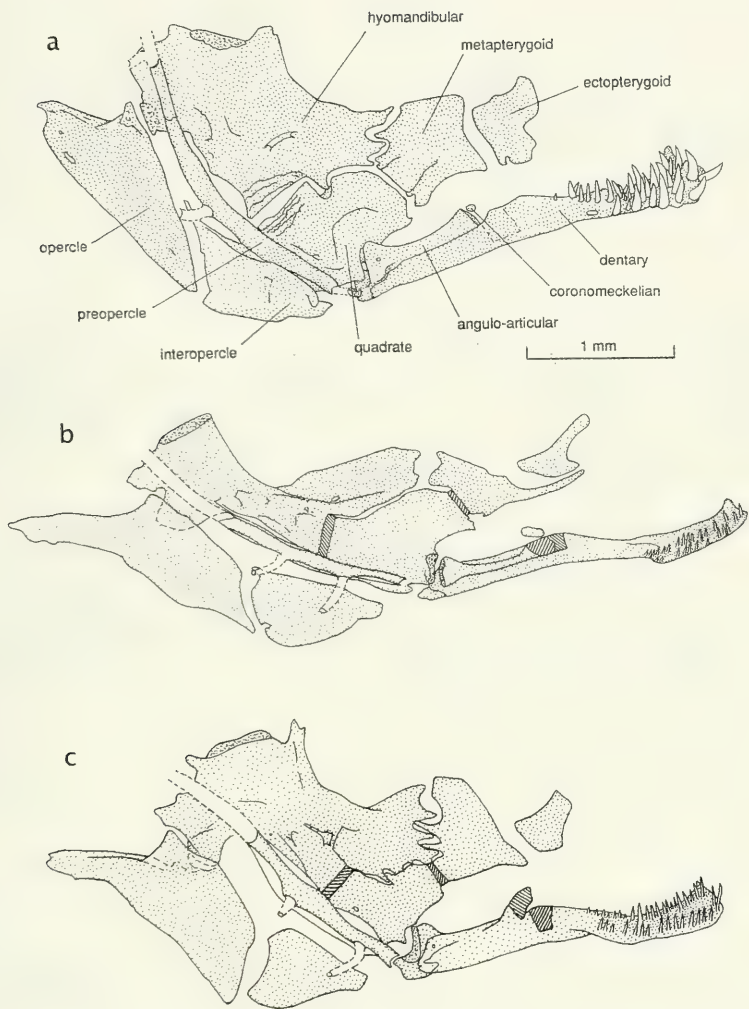 a
hyomandibular
metapterygoid
ectopterygoid
opercle
preopercle
interopercle
quadrate
angulo-articular
coronomeckelian
dentary
1 mm
b
c